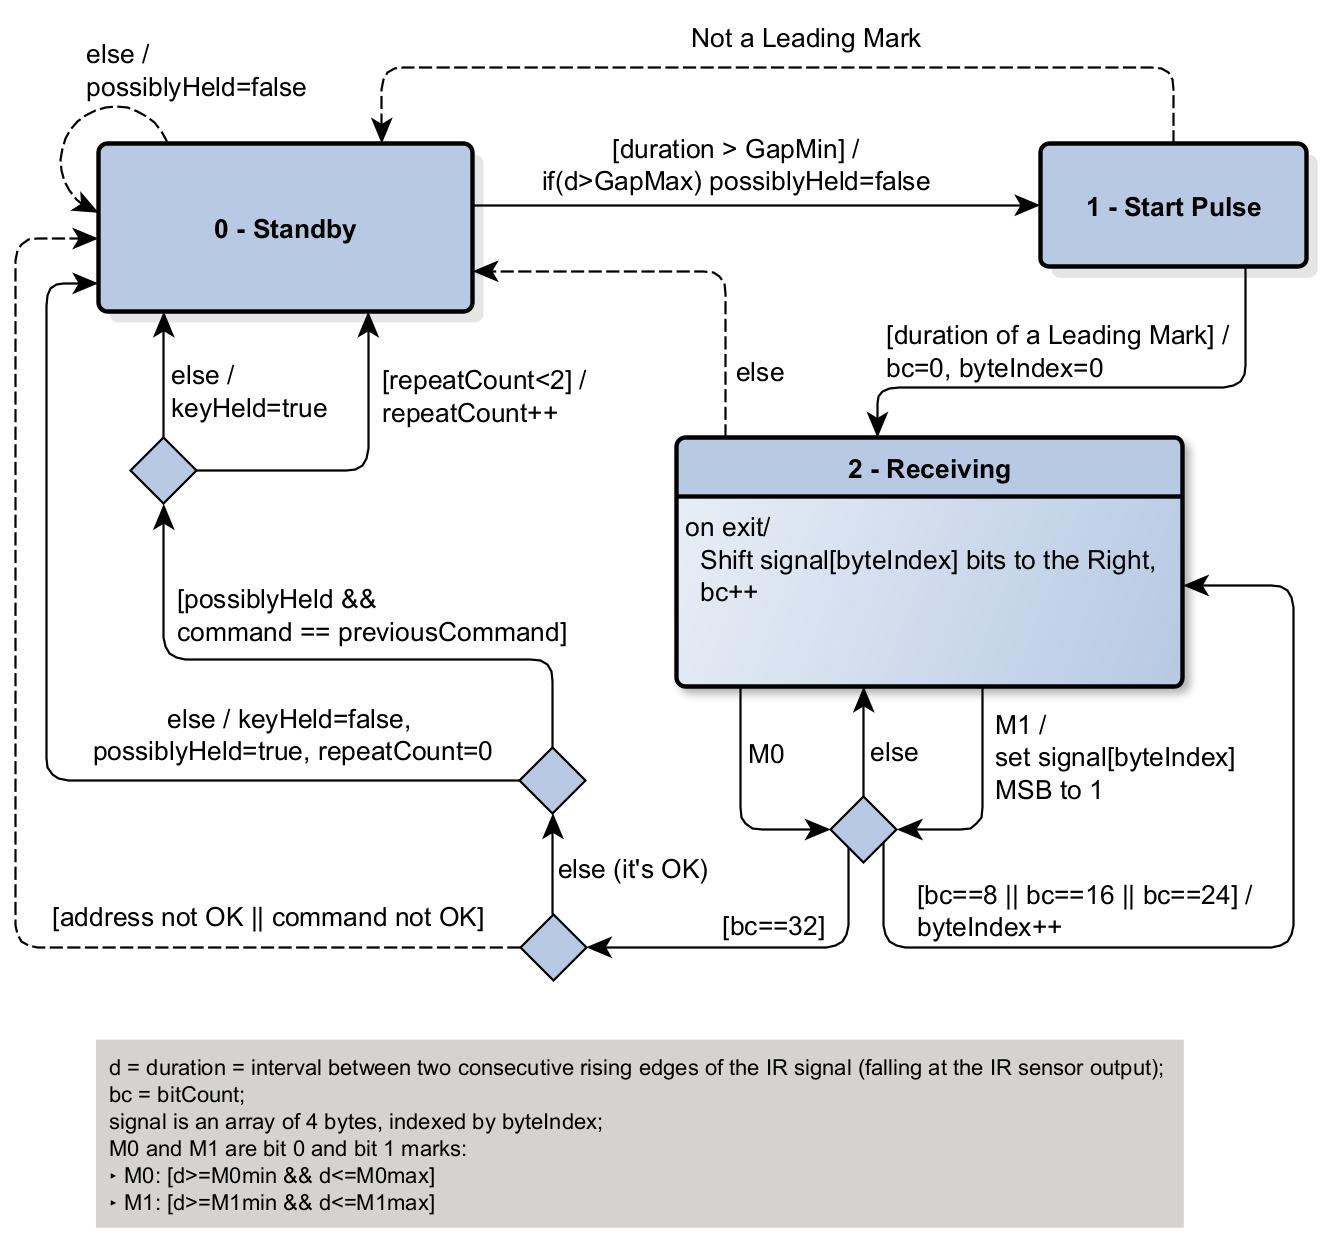 Not a Leading Mark
else /
possiblyHeld=false
[duration > GapMin] /
if(d>GapMax) possiblyHeld=false
0 - Standby
1 - Start Pulse
[duration of a Leading Mark] /
bc=0, byteIndex=0
else /
keyHeld=true
[repeatCount<2] /
repeatCount++
else
2 - Receiving
on exit/
Shift signal[byteIndex] bits to the Right,
bc++
[possiblyHeld &&
command == previousCommand]
else / keyHeld=false,
possiblyHeld=true, repeatCount=0
M0
else
M1 /
set signal[byteIndex]
MSB to 1
else (it's OK)
[address not OK || command not OK]
[bc==32]
[bc==8 || bc==16 || bc==24] /
byteIndex++
d = duration = interval between two consecutive rising edges of the IR signal (falling at the IR sensor output);
bc = bitCount;
signal is an array of 4 bytes, indexed by byteIndex;
M0 and M1 are bit 0 and bit 1 marks:
‣ M0: [d>=M0min && d<=M0max]
‣ M1: [d>=M1min && d<=M1max]